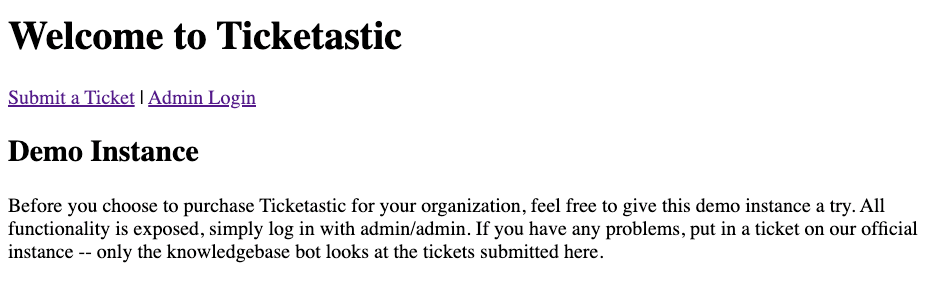 Welcome to Ticketastic
Submit a Ticket | Admin Login
Demo Instance
Before you choose to purchase Ticketastic for your organization, feel free to give this demo instance a try. All
functionality is exposed, simply log in with admin/admin. If you have any problems, put in a ticket on our official
instance -- only the knowledgebase bot looks at the tickets submitted here.